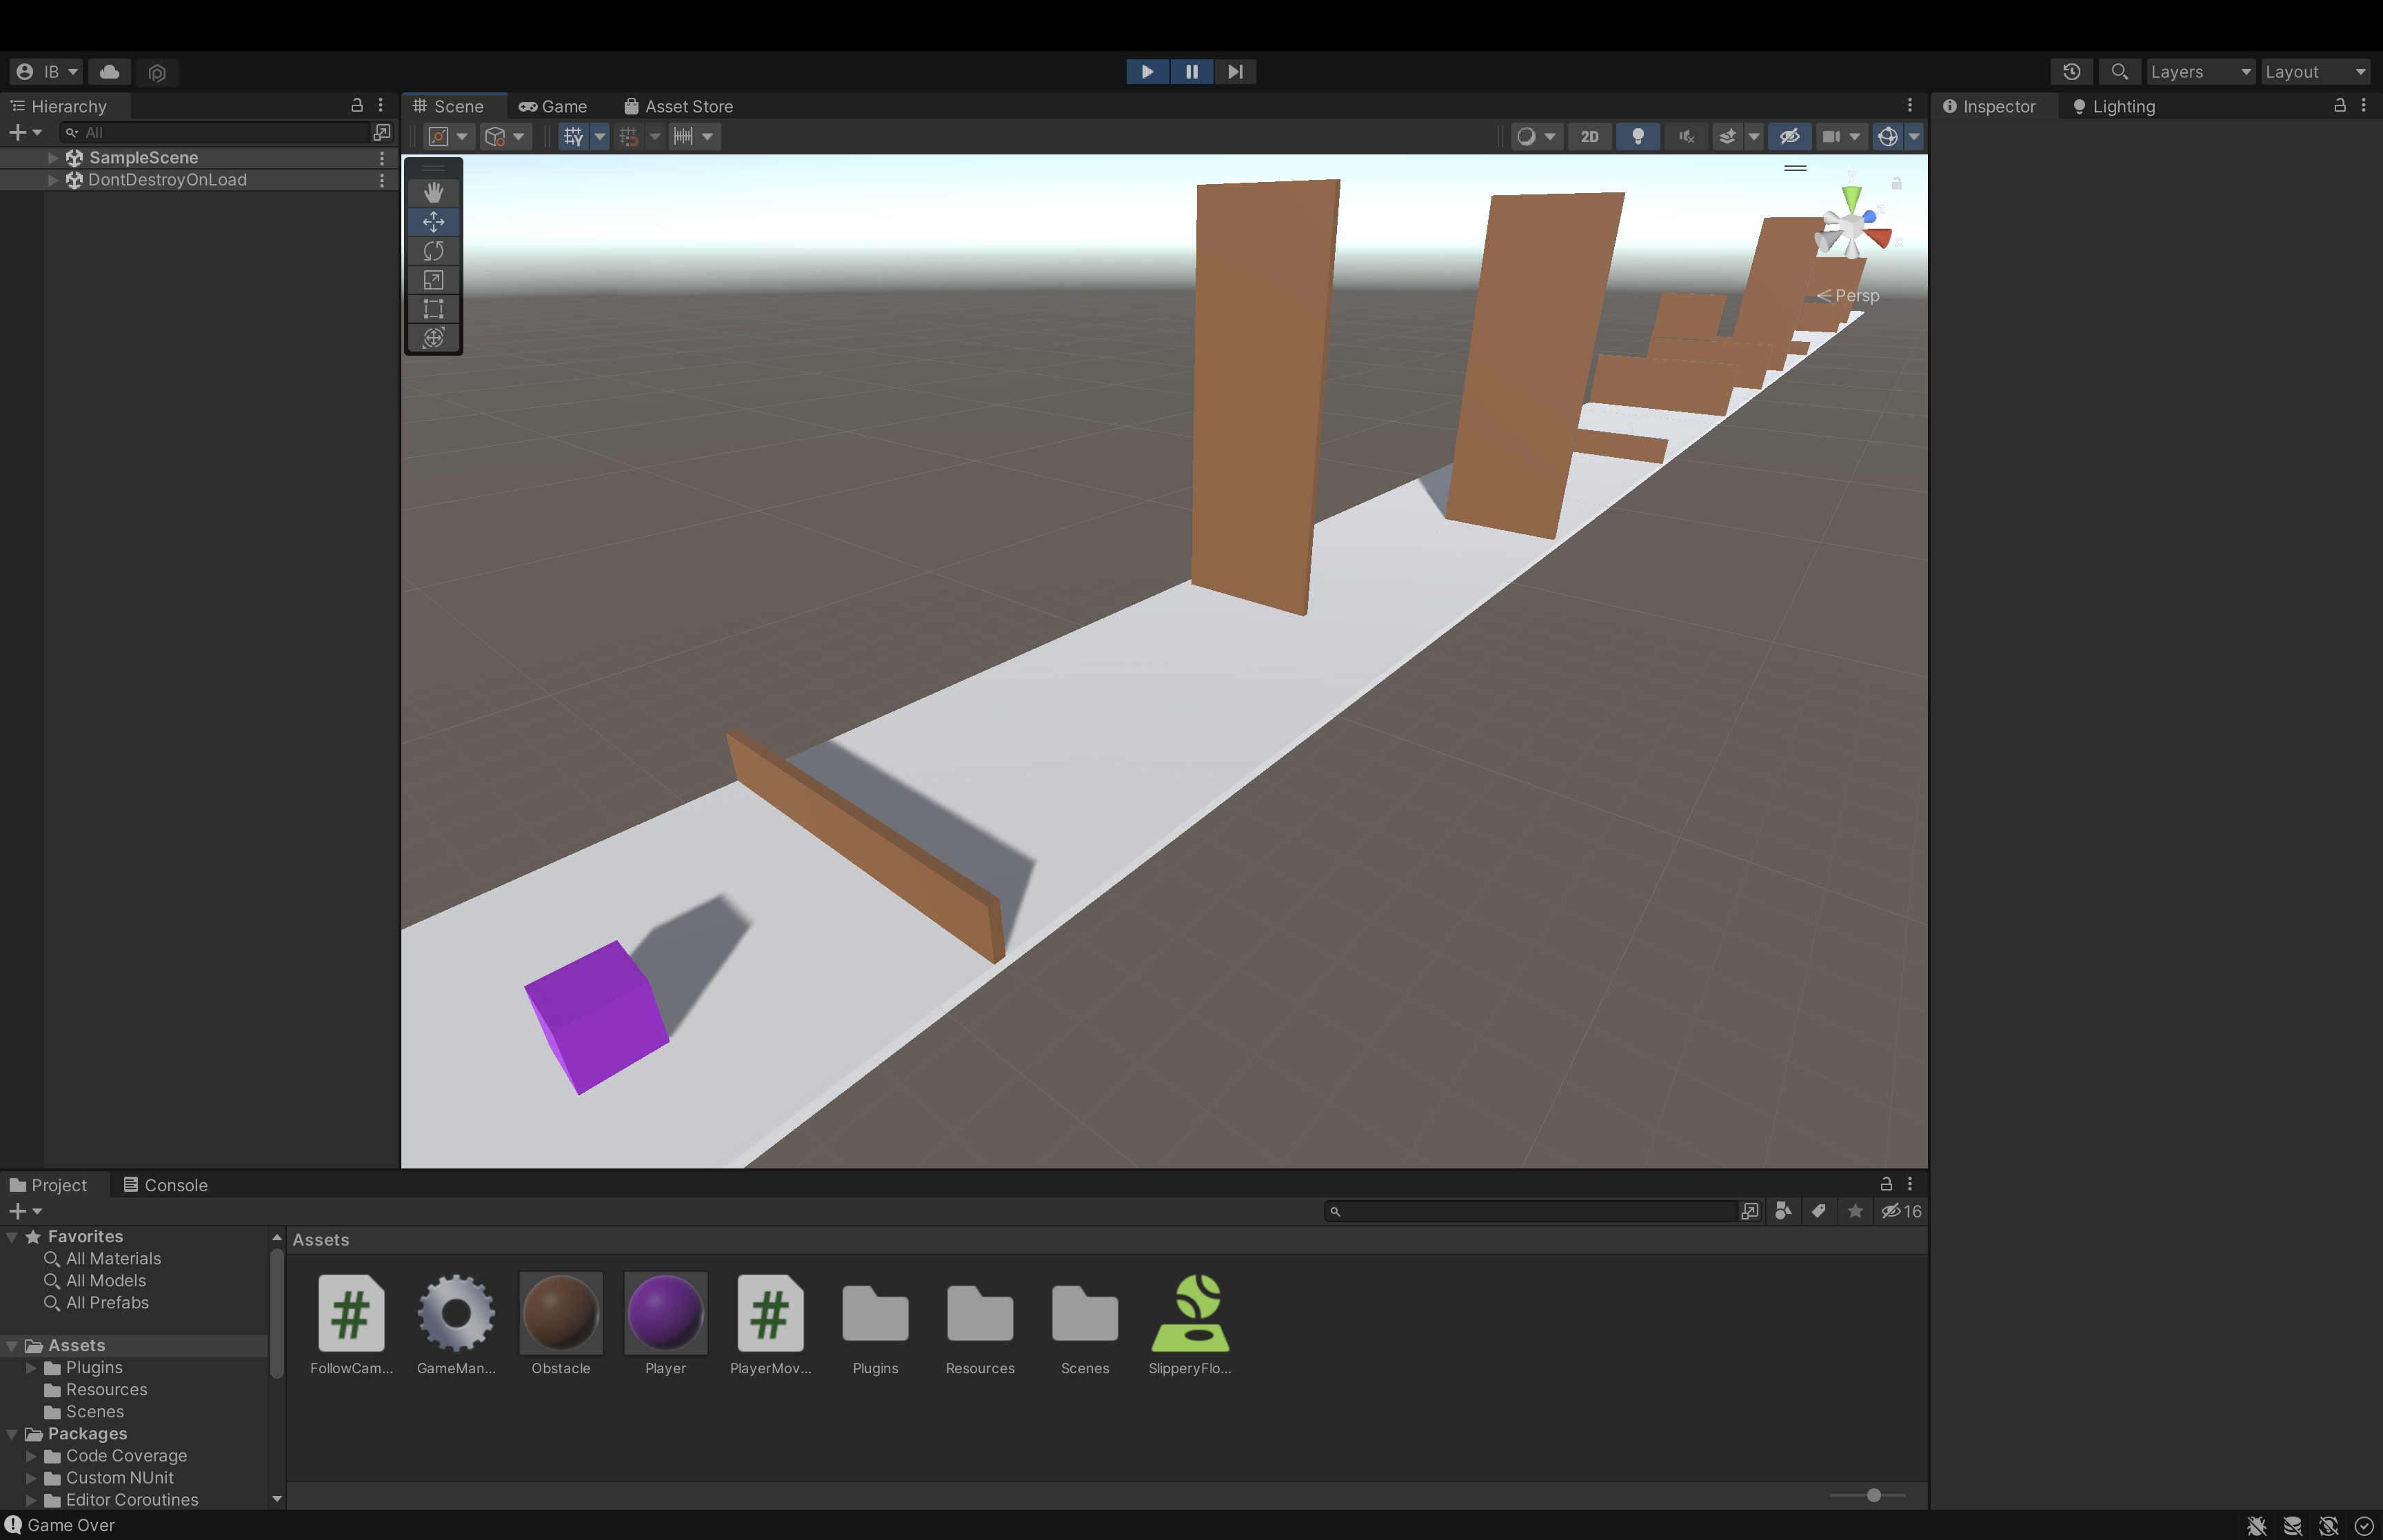 IB
Layers
Layout
Hierarchy
Scene
Game
Asset Store
Inspector
Lighting
All
2D
SampleScene
DontDestroyOnLoad
y
z
x
Persp
Project
Console
16
Favorites
All Materials
All Models
All Prefabs
Assets
Plugins
Resources
Scenes
Packages
Code Coverage
Custom NUnit
Editor Coroutines
Assets
FollowCam...
GameMan...
Obstacle
Player
PlayerMov...
Plugins
Resources
Scenes
SlipperyFlo...
Game Over